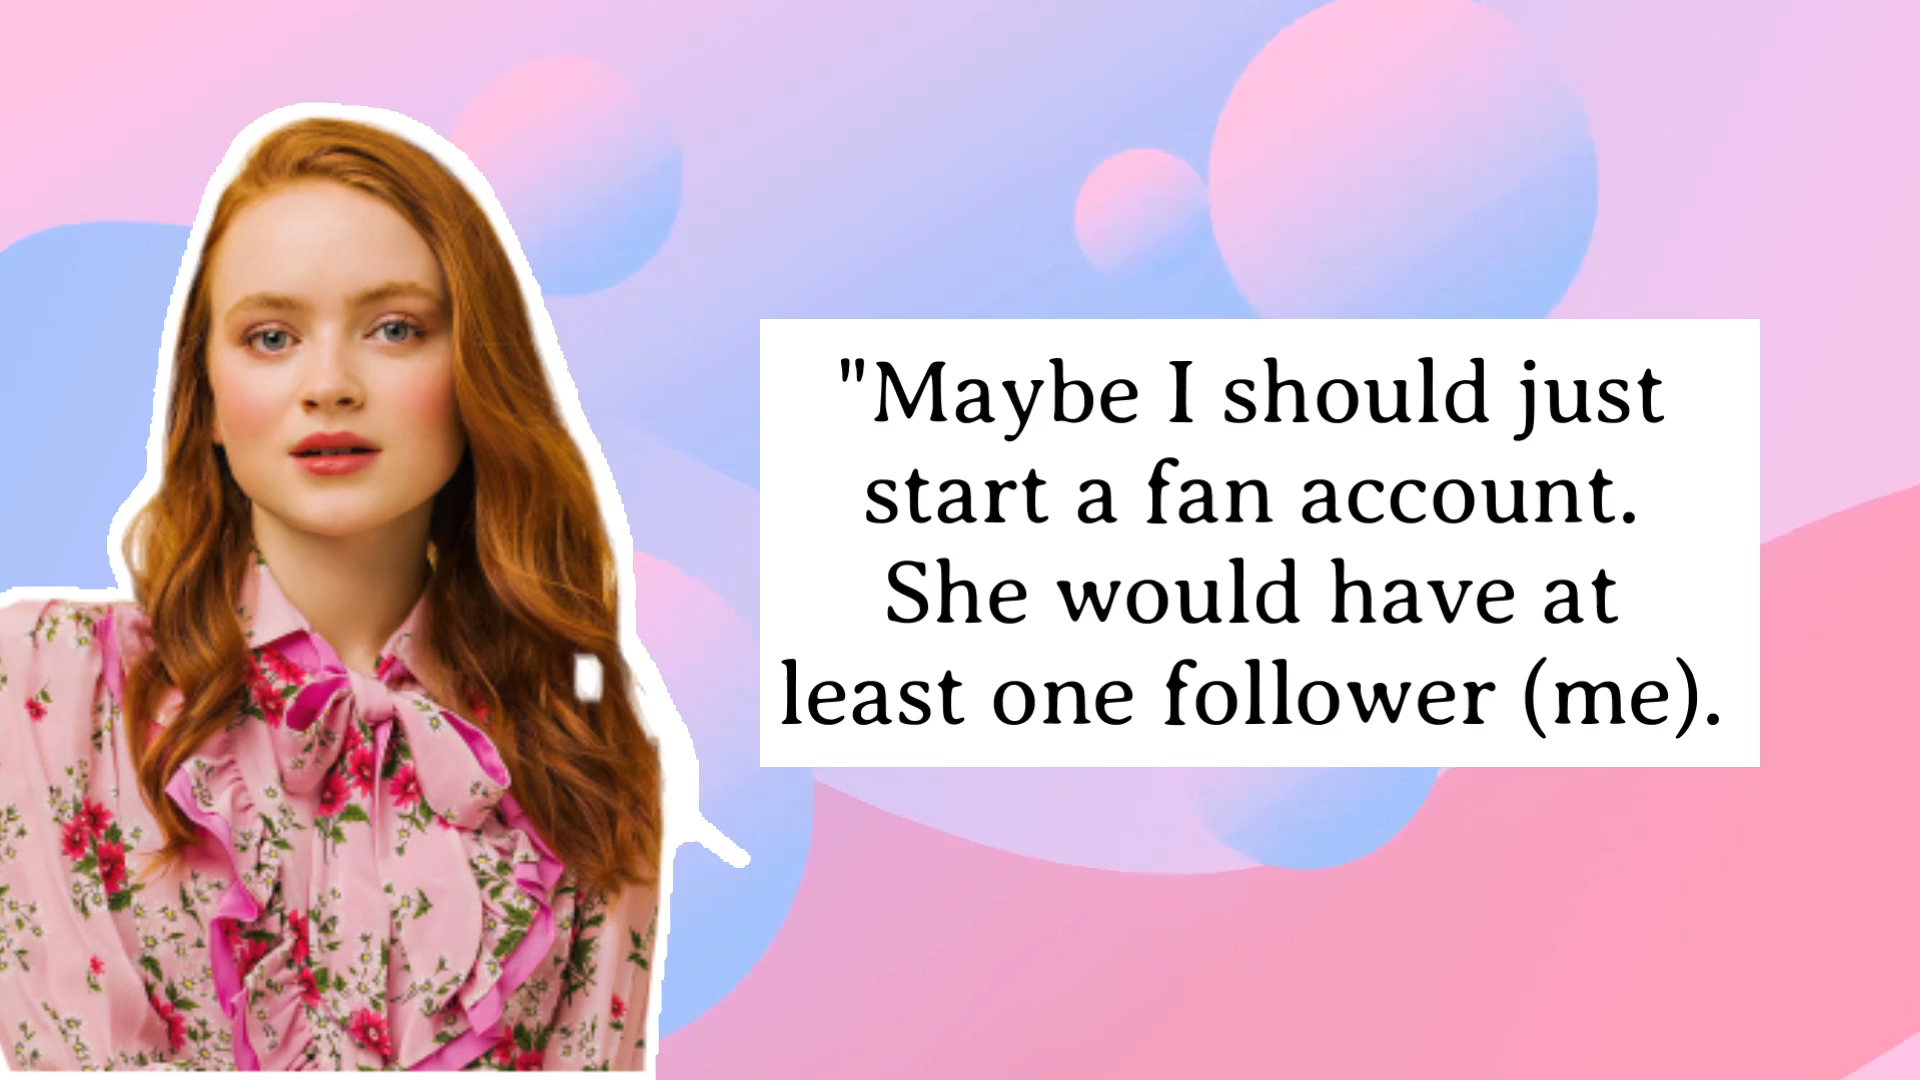 "Maybe I should just
start a fan account.
She would have at
least one follower (me).